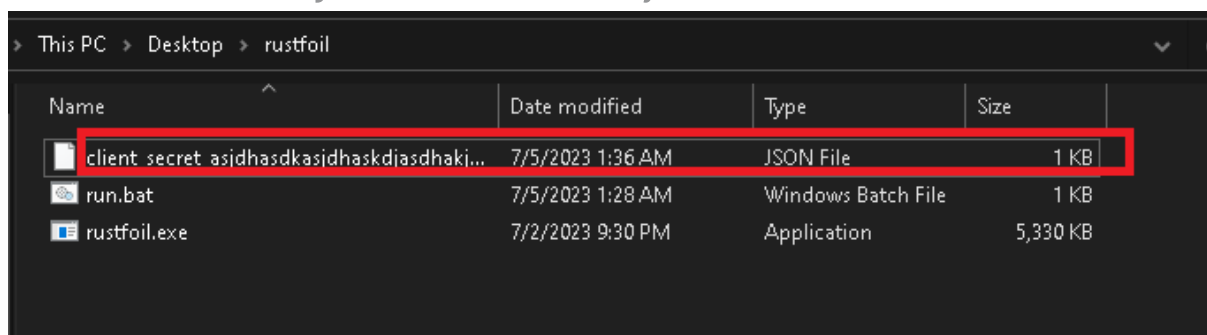 This PC > Desktop > rustfoil
Name Date modified Type Size
client_secret_asjdhasdkasjdhaskdjasdhakj... 7/5/2023 1:36 AM JSON File 1 KB
run.bat 7/5/2023 1:28 AM Windows Batch File 1 KB
rustfoil.exe 7/2/2023 9:30 PM Application 5,330 KB